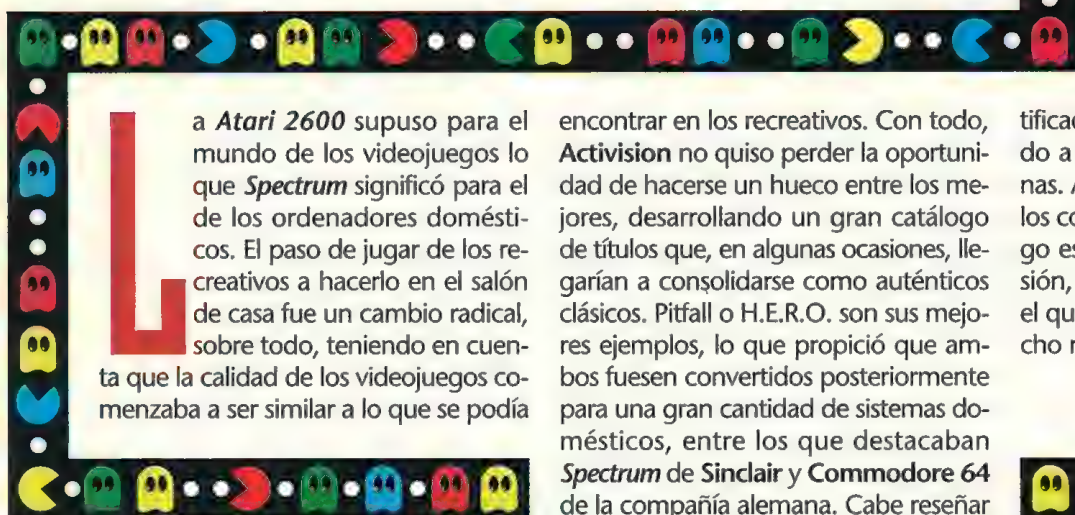 La Atari 2600 supuso para el
mundo de los videojuegos lo
que Spectrum significó para el
de los ordenadores domésti-
cos. El paso de jugar de los re-
creativos a hacerlo en el salón
de casa fue un cambio radical,
sobre todo, teniendo en cuen-
ta que la calidad de los videojuegos co-
menzaba a ser similar a lo que se podía
encontrar en los recreativos. Con todo,
Activision no quiso perder la oportuni-
dad de hacerse un hueco entre los me-
jores, desarrollando un gran catálogo
de títulos que, en algunas ocasiones, lle-
garían a consolidarse como auténticos
clásicos. Pitfall o H.E.R.O. son sus mejo-
res ejemplos, lo que propició que am-
bos fuesen convertidos posteriormente
para una gran cantidad de sistemas do-
mésticos, entre los que destacaban
Spectrum de Sinclair y Commodore 64
de la compañía alemana. Cabe reseñar
tificad
do a
nas. A
los co
go es
sión,
el qu
cho n